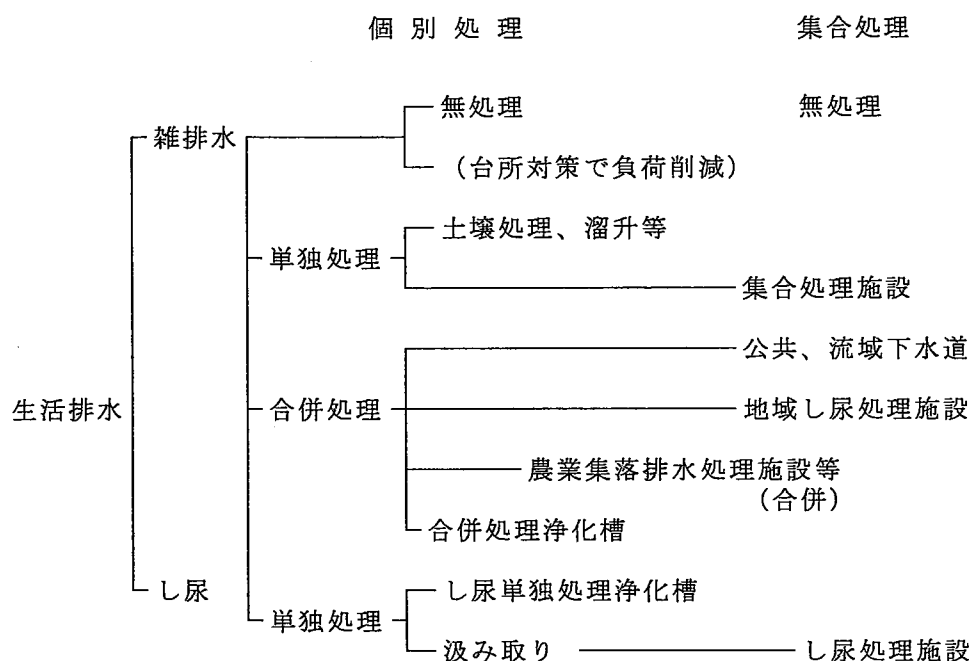 個別処理 集合処理
無処理 無処理
雑排水
(台所対策で負荷削減)
土壌処理、溜升等
単独処理
集合処理施設
公共、流域下水道
生活排水 合併処理 地域し尿処理施設
農業集落排水処理施設等
(合併)
合併処理浄化槽
し尿 し尿単独処理浄化槽
単独処理
汲み取り し尿処理施設